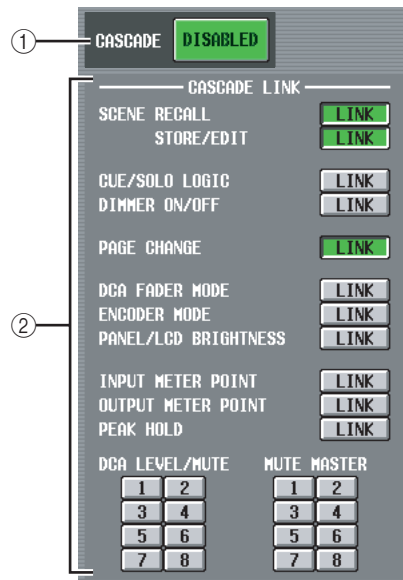 ① CASCADE DISABLED
②
CASCADE LINK
SCENE RECALL LINK
STORE/EDIT LINK
CUE/SOLO LOGIC LINK
DIMMER ON/OFF LINK
PAGE CHANGE LINK
DCA FADER MODE LINK
ENCODER MODE LINK
PANEL/LCD BRIGHTNESS LINK
INPUT METER POINT LINK
OUTPUT METER POINT LINK
PEAK HOLD LINK
DCA LEVEL/MUTE MUTE MASTER
1 2 1 2
3 4 3 4
5 6 5 6
7 8 7 8